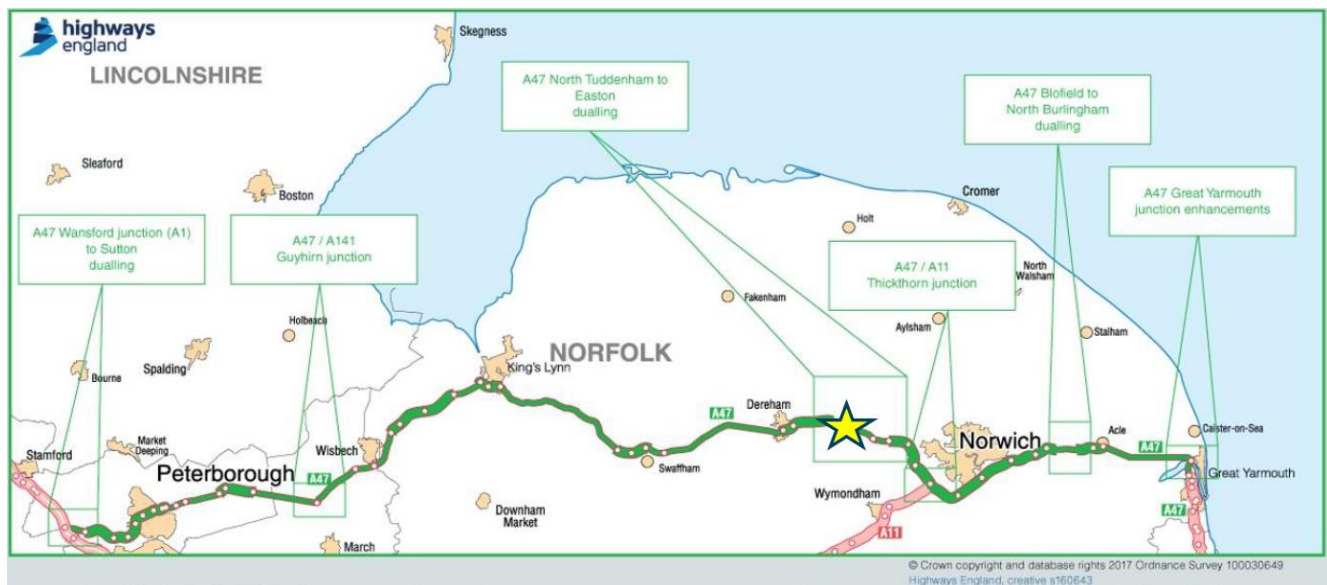 highways
england
LINCOLNSHIRE
Skegness
A47 North Tuddenham to
Easton
dualling
A47 Blofield to
North Burlingham
dualling
Sleaford
Boston
A47 Wansford junction (A1)
to Sutton
dualling
A47 / A141
Guyhirn junction
Cromer
Holt
A47 Great Yarmouth
junction enhancements
A47 / A11
Thickthorn junction
North
Walsham
Fakenham
Aylsham
Stalham
Holbeach
Spalding
Bourne
NORFOLK
King's Lynn
Dereham
A47
Market
Deeping
Stamford
Wisbech
Peterborough
A47
Swaffham
Norwich
Acle
A47
Caister-on-Sea
Great Yarmouth
Wymondham
A47
Downham
Market
March
A11
© Crown copyright and database rights 2017 Ordnance Survey 100030649
Highways England, creative s160643